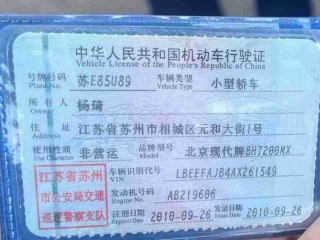 中华人民共和国机动车行驶证
Vehicle License of the People's Republic of China
号牌号码 Plate No. 苏E85U89 车辆类型 Vehicle Type 小型轿车
所有人 Owner 杨琦
住址 Address 江苏省苏州市相城区元和大街1号
使用性质 Use Character 非营运 品牌型号 Model 北京现代牌BH7200MX
江苏省苏州 车辆识别代号 VIN LBEEFAJB4AX261549
市公安局交通 发动机号码 Engine No. AB219606
巡逻警察支队 注册日期 Register Date 2010-09-26 发证日期 Issue Date 2010-09-26